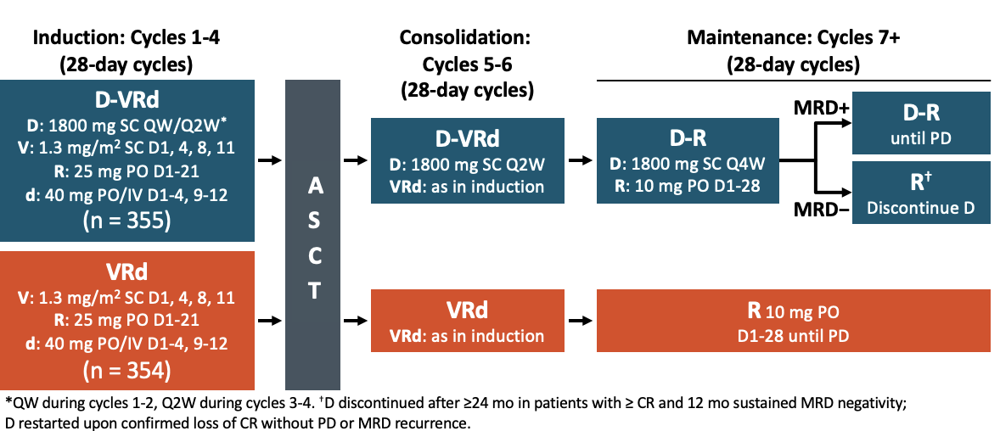 Induction: Cycles 1-4
(28-day cycles)
Consolidation:
Cycles 5-6
(28-day cycles)
Maintenance: Cycles 7+
(28-day cycles)
D-VRd
D: 1800 mg SC QW/Q2W*
V: 1.3 mg/m² SC D1, 4, 8, 11
R: 25 mg PO D1-21
d: 40 mg PO/IV D1-4, 9-12
(n = 355)
VRd
V: 1.3 mg/m² SC D1, 4, 8, 11
R: 25 mg PO D1-21
d: 40 mg PO/IV D1-4, 9-12
(n = 354)
A
S
C
T
D-VRd
D: 1800 mg SC Q2W
VRd: as in induction
D-R
D: 1800 mg SC Q4W
R: 10 mg PO D1-28
MRD+
D-R
until PD
MRD–
R†
Discontinue D
VRd
VRd: as in induction
R 10 mg PO
D1-28 until PD
*QW during cycles 1-2, Q2W during cycles 3-4. †D discontinued after ≥24 mo in patients with ≥ CR and 12 mo sustained MRD negativity;
D restarted upon confirmed loss of CR without PD or MRD recurrence.